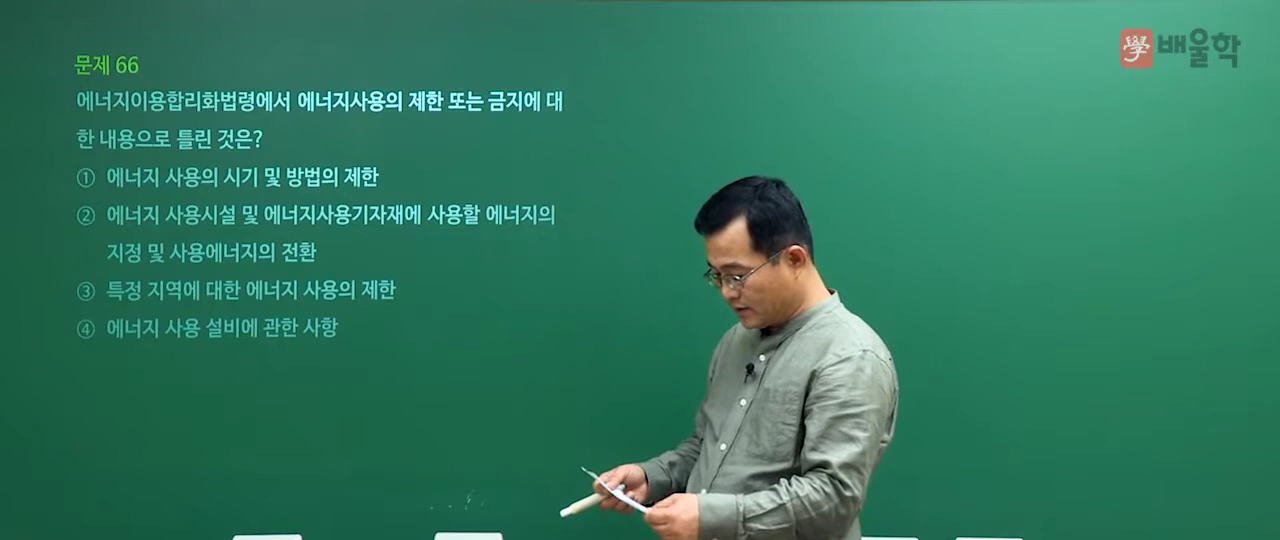 學배울학
문제 66
에너지이용합리화법령에서 에너지사용의 제한 또는 금지에 대
한 내용으로 틀린 것은?
① 에너지 사용의 시기 및 방법의 제한
② 에너지 사용시설 및 에너지사용기자재에 사용할 에너지의
지정 및 사용에너지의 전환
③ 특정 지역에 대한 에너지 사용의 제한
④ 에너지 사용 설비에 관한 사항